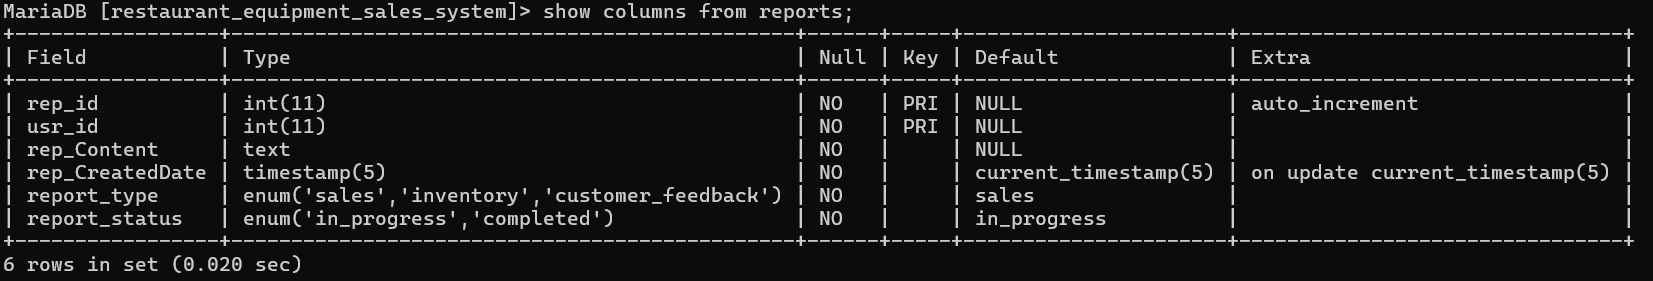 MariaDB [restaurant_equipment_sales_system]> show columns from reports;
+-----------------+-----------------------------------------------+------+-----+----------------------+--------------------------------+
| Field           | Type                                          | Null | Key | Default              | Extra                          |
+-----------------+-----------------------------------------------+------+-----+----------------------+--------------------------------+
| rep_id          | int(11)                                       | NO   | PRI | NULL                 | auto_increment                 |
| usr_id          | int(11)                                       | NO   | PRI | NULL                 |                                |
| rep_Content     | text                                          | NO   |     | NULL                 |                                |
| rep_CreatedDate | timestamp(5)                                  | NO   |     | current_timestamp(5) | on update current_timestamp(5) |
| report_type     | enum('sales','inventory','customer_feedback') | NO   |     | sales                |                                |
| report_status   | enum('in_progress','completed')               | NO   |     | in_progress          |                                |
+-----------------+-----------------------------------------------+------+-----+----------------------+--------------------------------+
6 rows in set (0.020 sec)